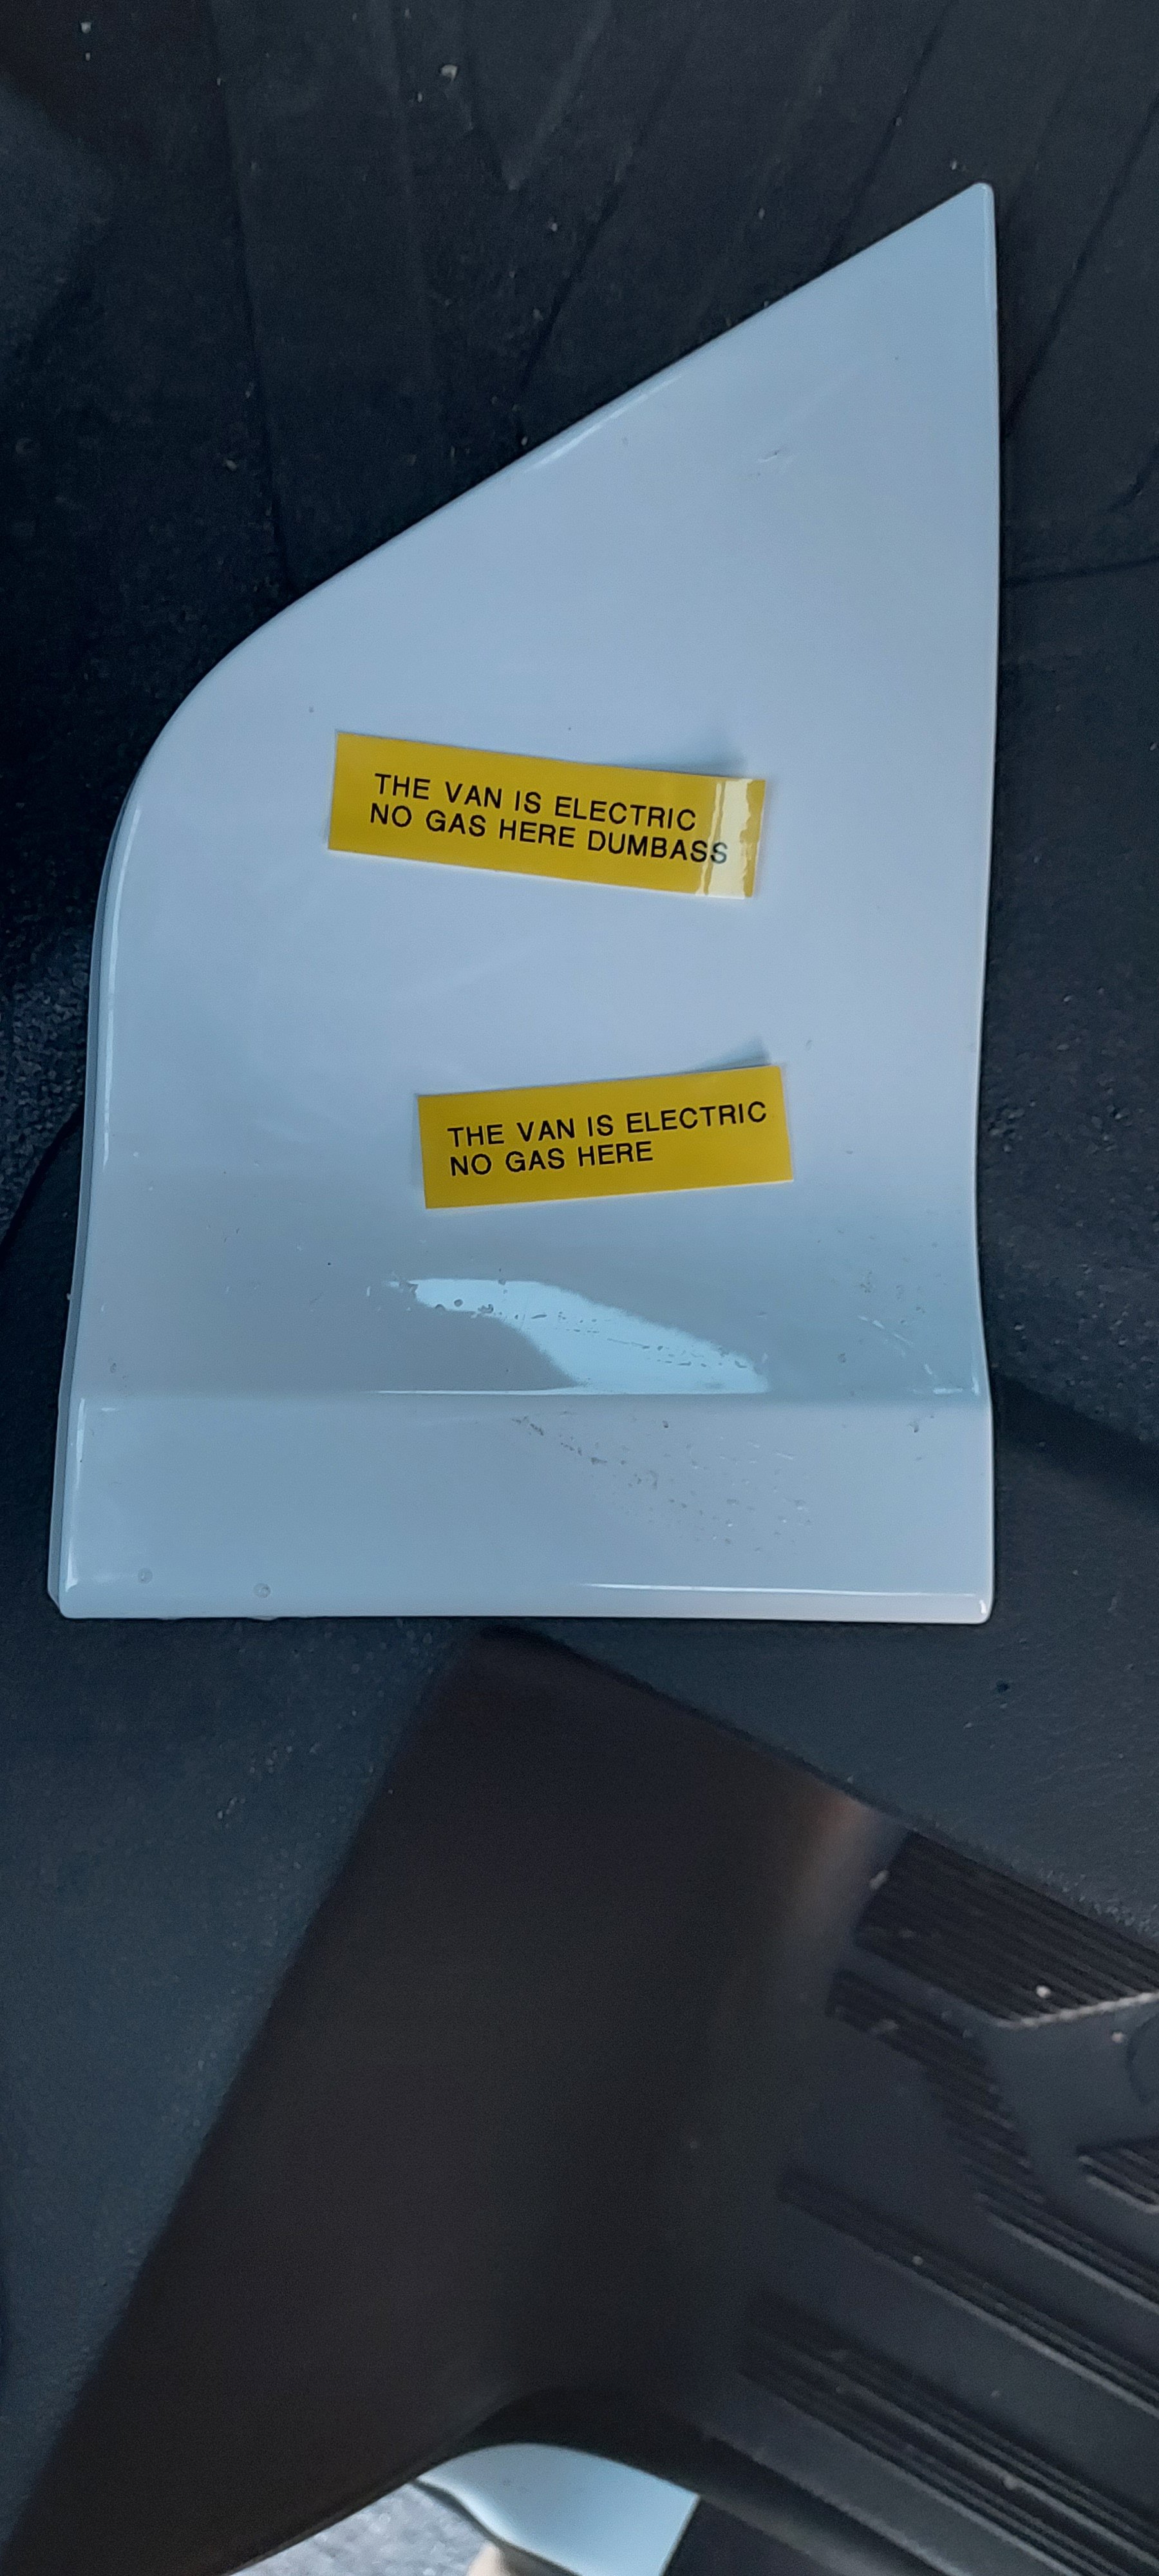 THE VAN IS ELECTRIC
NO GAS HERE DUMBASS
THE VAN IS ELECTRIC
NO GAS HERE